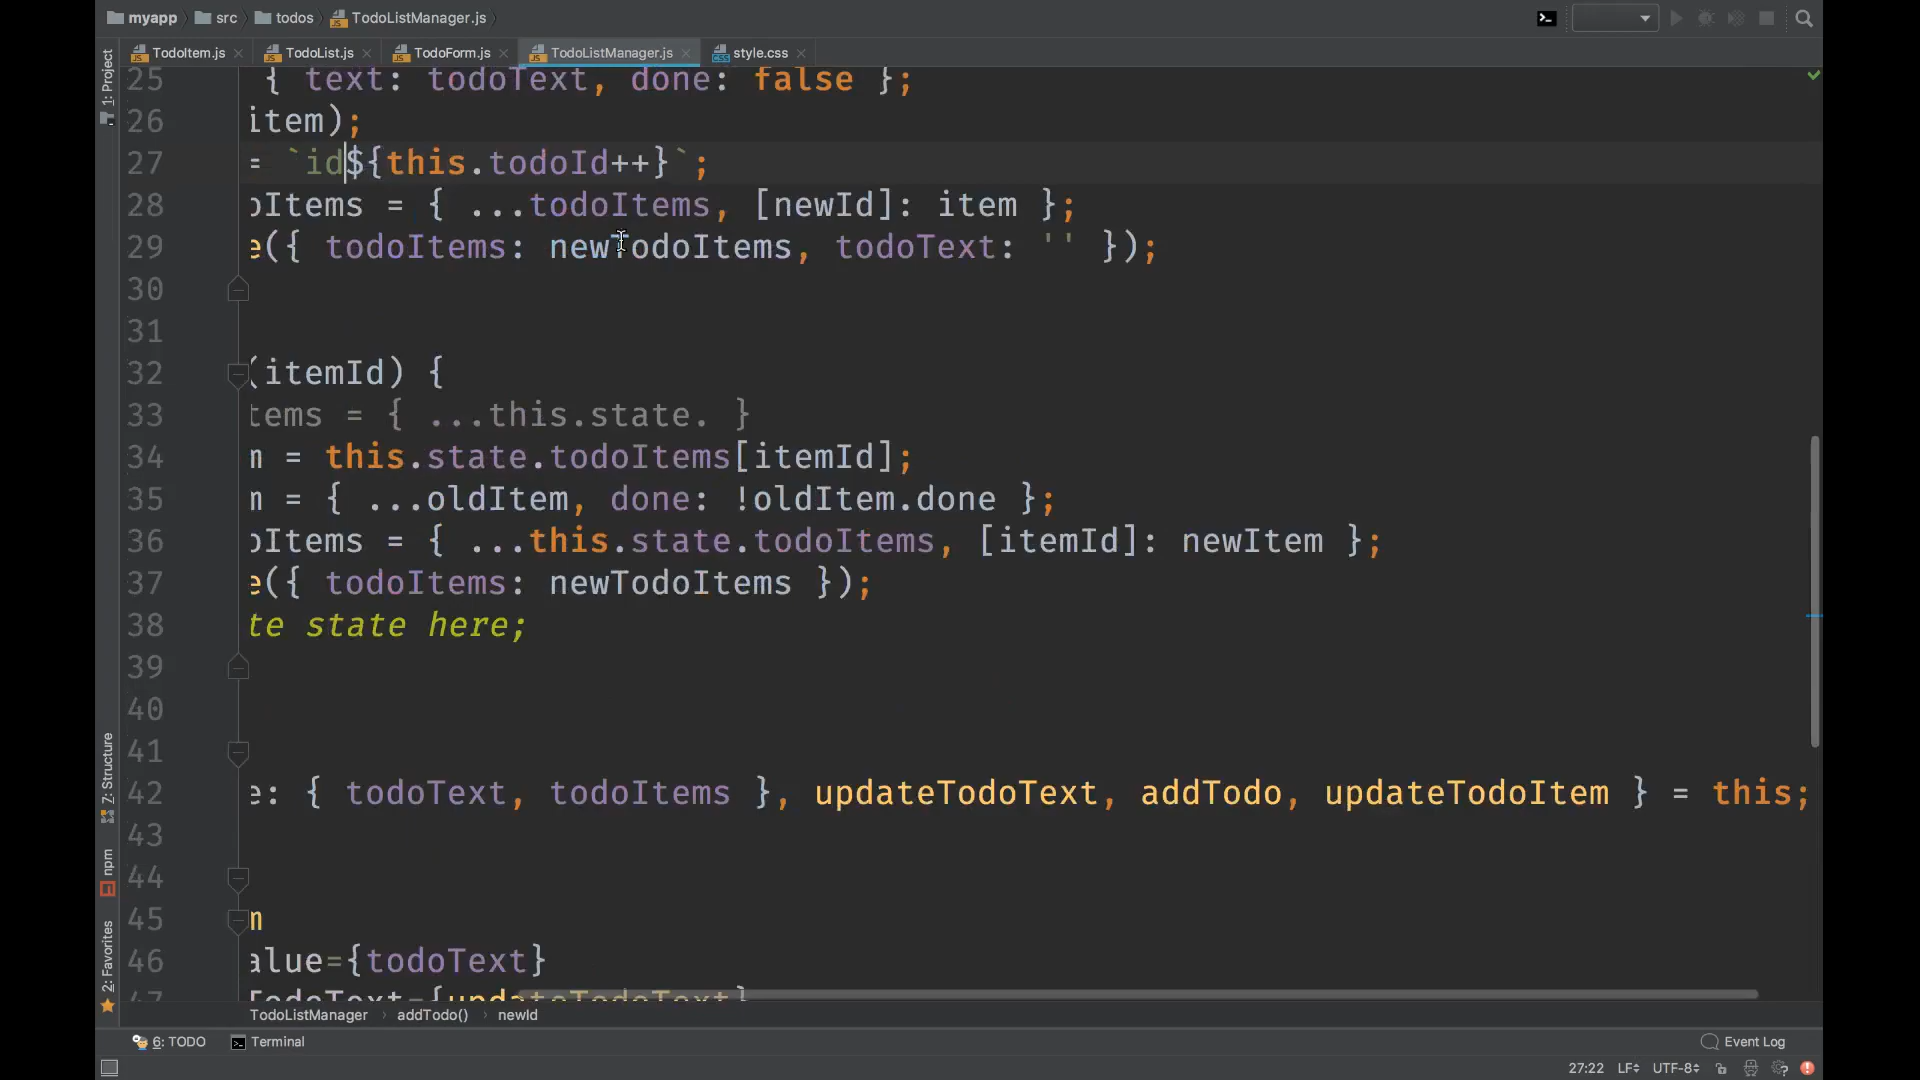 myapp src todos TodoListManager.js
TodoItem.js TodoList.js TodoForm.js TodoListManager.js style.css
1: Project
25 { text: todoText, done: false };
26 item);
27 = `id${this.todoId++}`;
28 oItems = { ...todoItems, [newId]: item };
29 e({ todoItems: newTodoItems, todoText: '' });
30
31
32 (itemId) {
33 tems = { ...this.state. }
34 m = this.state.todoItems[itemId];
35 m = { ...oldItem, done: !oldItem.done };
36 oItems = { ...this.state.todoItems, [itemId]: newItem };
37 e({ todoItems: newTodoItems });
38 te state here;
39
40
41
42 e: { todoText, todoItems }, updateTodoText, addTodo, updateTodoItem } = this;
43
44
45 m
46 alue={todoText}
47 TodoText={updateTodoText}
7: Structure
npm
2: Favorites
TodoListManager addTodo() newId
6: TODO Terminal Event Log
27:22 LF UTF-8